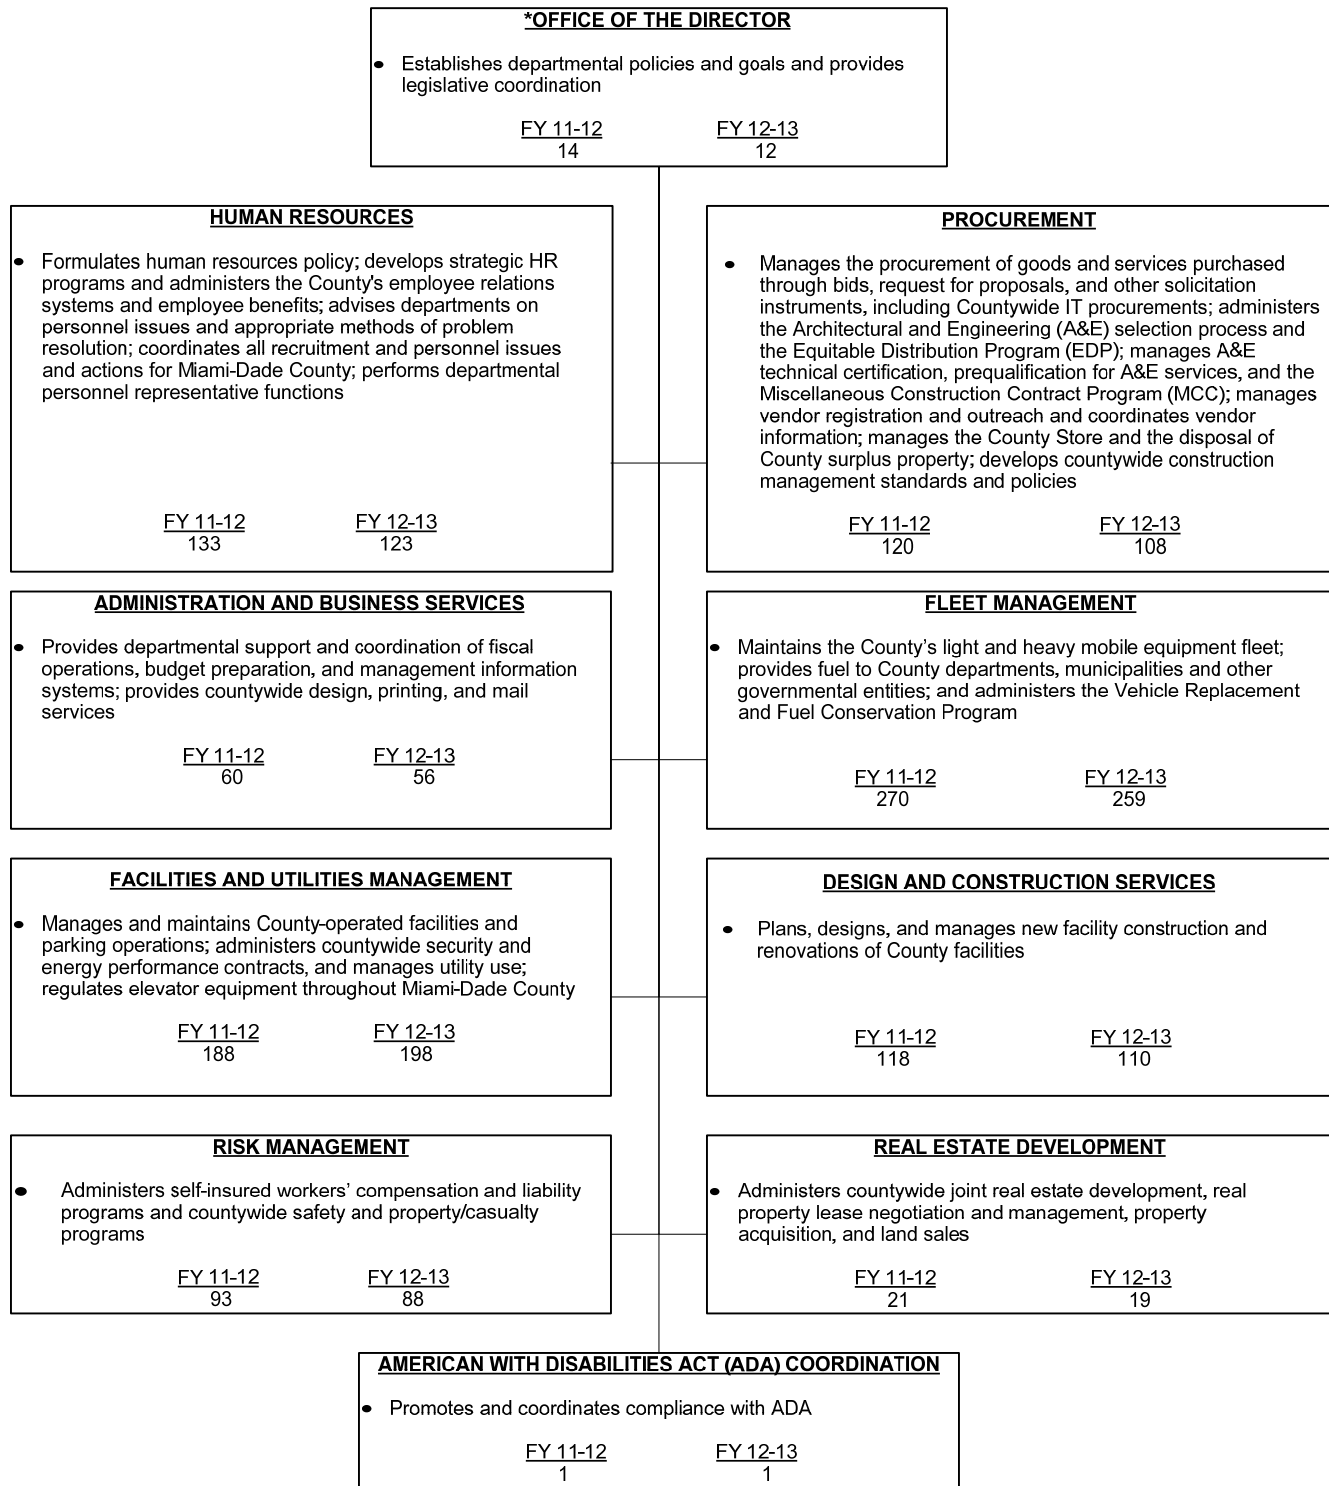 *OFFICE OF THE DIRECTOR
• Establishes departmental policies and goals and provides
legislative coordination
FY 11-12 FY 12-13
14 12
HUMAN RESOURCES
• Formulates human resources policy; develops strategic HR
programs and administers the County's employee relations
systems and employee benefits; advises departments on
personnel issues and appropriate methods of problem
resolution; coordinates all recruitment and personnel issues
and actions for Miami-Dade County; performs departmental
personnel representative functions
FY 11-12 FY 12-13
133 123
PROCUREMENT
• Manages the procurement of goods and services purchased
through bids, request for proposals, and other solicitation
instruments, including Countywide IT procurements; administers
the Architectural and Engineering (A&E) selection process and
the Equitable Distribution Program (EDP); manages A&E
technical certification, prequalification for A&E services, and the
Miscellaneous Construction Contract Program (MCC); manages
vendor registration and outreach and coordinates vendor
information; manages the County Store and the disposal of
County surplus property; develops countywide construction
management standards and policies
FY 11-12 FY 12-13
120 108
ADMINISTRATION AND BUSINESS SERVICES
• Provides departmental support and coordination of fiscal
operations, budget preparation, and management information
systems; provides countywide design, printing, and mail
services
FY 11-12 FY 12-13
60 56
FLEET MANAGEMENT
• Maintains the County’s light and heavy mobile equipment fleet;
provides fuel to County departments, municipalities and other
governmental entities; and administers the Vehicle Replacement
and Fuel Conservation Program
FY 11-12 FY 12-13
270 259
FACILITIES AND UTILITIES MANAGEMENT
• Manages and maintains County-operated facilities and
parking operations; administers countywide security and
energy performance contracts, and manages utility use;
regulates elevator equipment throughout Miami-Dade County
FY 11-12 FY 12-13
188 198
DESIGN AND CONSTRUCTION SERVICES
• Plans, designs, and manages new facility construction and
renovations of County facilities
FY 11-12 FY 12-13
118 110
RISK MANAGEMENT
• Administers self-insured workers’ compensation and liability
programs and countywide safety and property/casualty
programs
FY 11-12 FY 12-13
93 88
REAL ESTATE DEVELOPMENT
• Administers countywide joint real estate development, real
property lease negotiation and management, property
acquisition, and land sales
FY 11-12 FY 12-13
21 19
AMERICAN WITH DISABILITIES ACT (ADA) COORDINATION
• Promotes and coordinates compliance with ADA
FY 11-12 FY 12-13
1 1